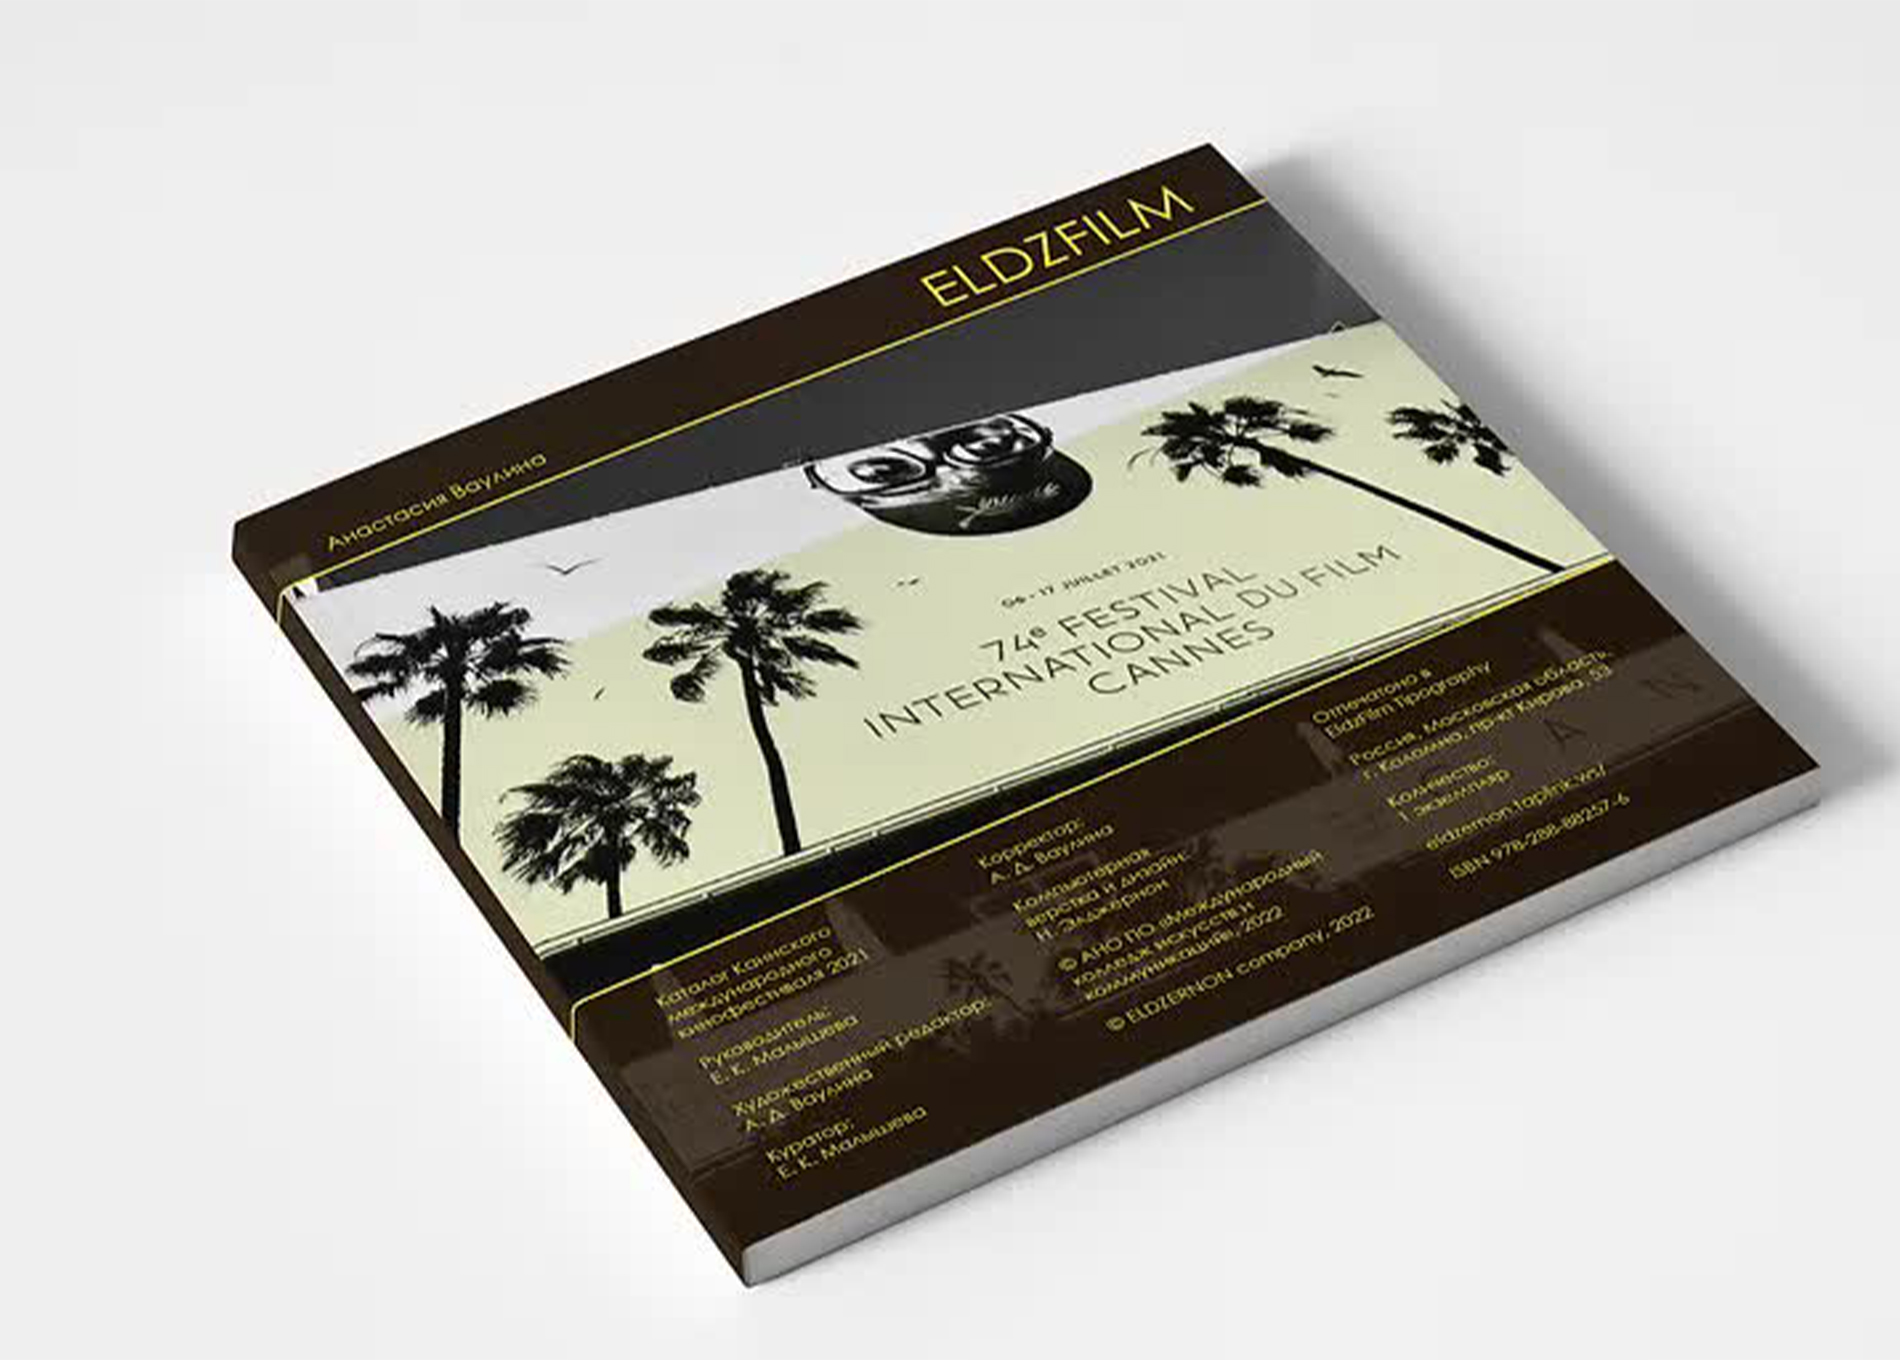 ELDZFILM
Анастасия Ваулина
06 - 17 JUILLET 2021
74e FESTIVAL
INTERNATIONAL DU FILM
CANNES
Каталог Каннского
международного
кинофестиваля 2021
Руководитель:
Е. К. Малышева
Художественный редактор:
А. Д. Ваулина
Куратор:
Е. К. Малышева
Корректор:
А. Д. Ваулина
Компьютерная
верстка и дизайн:
Н. Элджернон
© АНО ПО «Международный
колледж искусств и
коммуникаций», 2022
© ELDZERNON company, 2022
Отпечатоно в
EldzFilm Tipography
Россия, Московская область,
г. Коломна, пр-кт Кирова, 53
Количество:
1 экземпляр
eldzernon.taplink.ws/
ISBN 978-288-88257-6